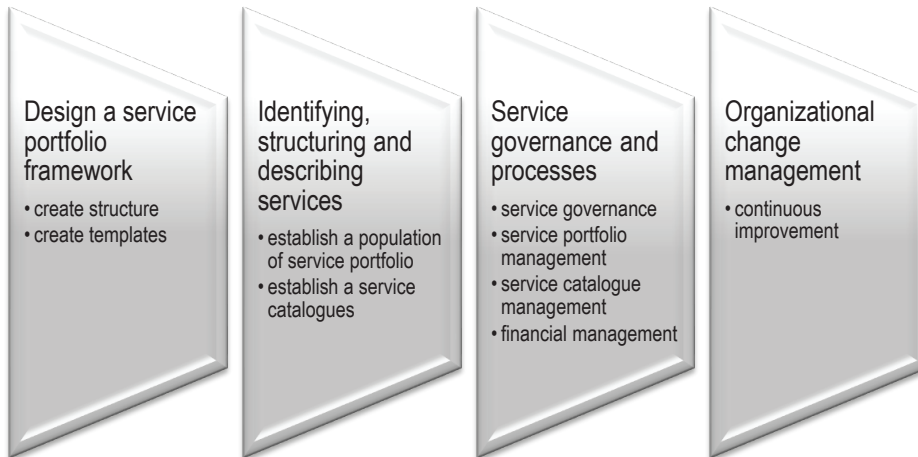 Design a service
portfolio
framework
• create structure
• create templates
Identifying,
structuring and
describing
services
• establish a population
of service portfolio
• establish a service
catalogues
Service
governance and
processes
• service governance
• service portfolio
management
• service catalogue
management
• financial management
Organizational
change
management
• continuous
improvement